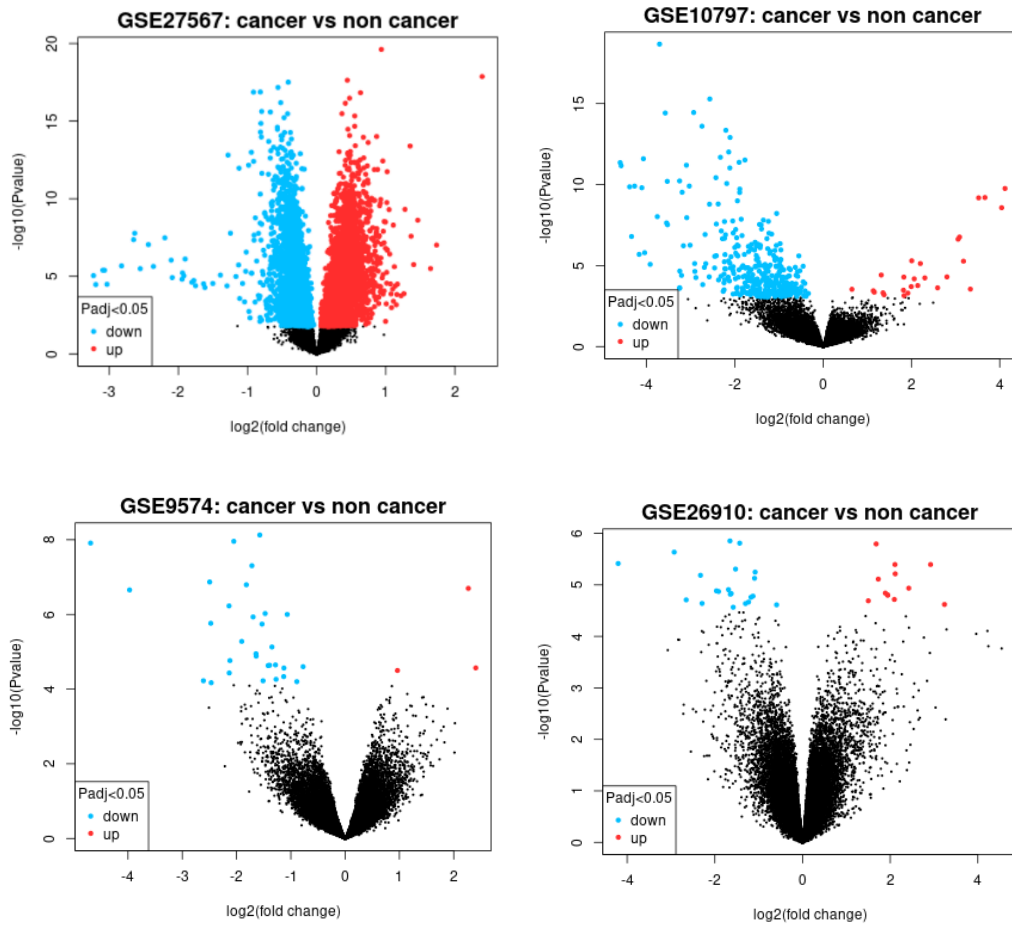 GSE27567: cancer vs non cancer
-log10(Pvalue)
20
15
10
5
0
Padj<0.05
down
up
-3 -2 -1 0 1 2
log2(fold change)
GSE10797: cancer vs non cancer
-log10(Pvalue)
15
10
5
0
Padj<0.05
down
up
-4 -2 0 2 4
log2(fold change)
GSE9574: cancer vs non cancer
-log10(Pvalue)
8
6
4
2
0
Padj<0.05
down
up
-4 -3 -2 -1 0 1 2
log2(fold change)
GSE26910: cancer vs non cancer
-log10(Pvalue)
6
5
4
3
2
1
0
Padj<0.05
down
up
-4 -2 0 2 4
log2(fold change)